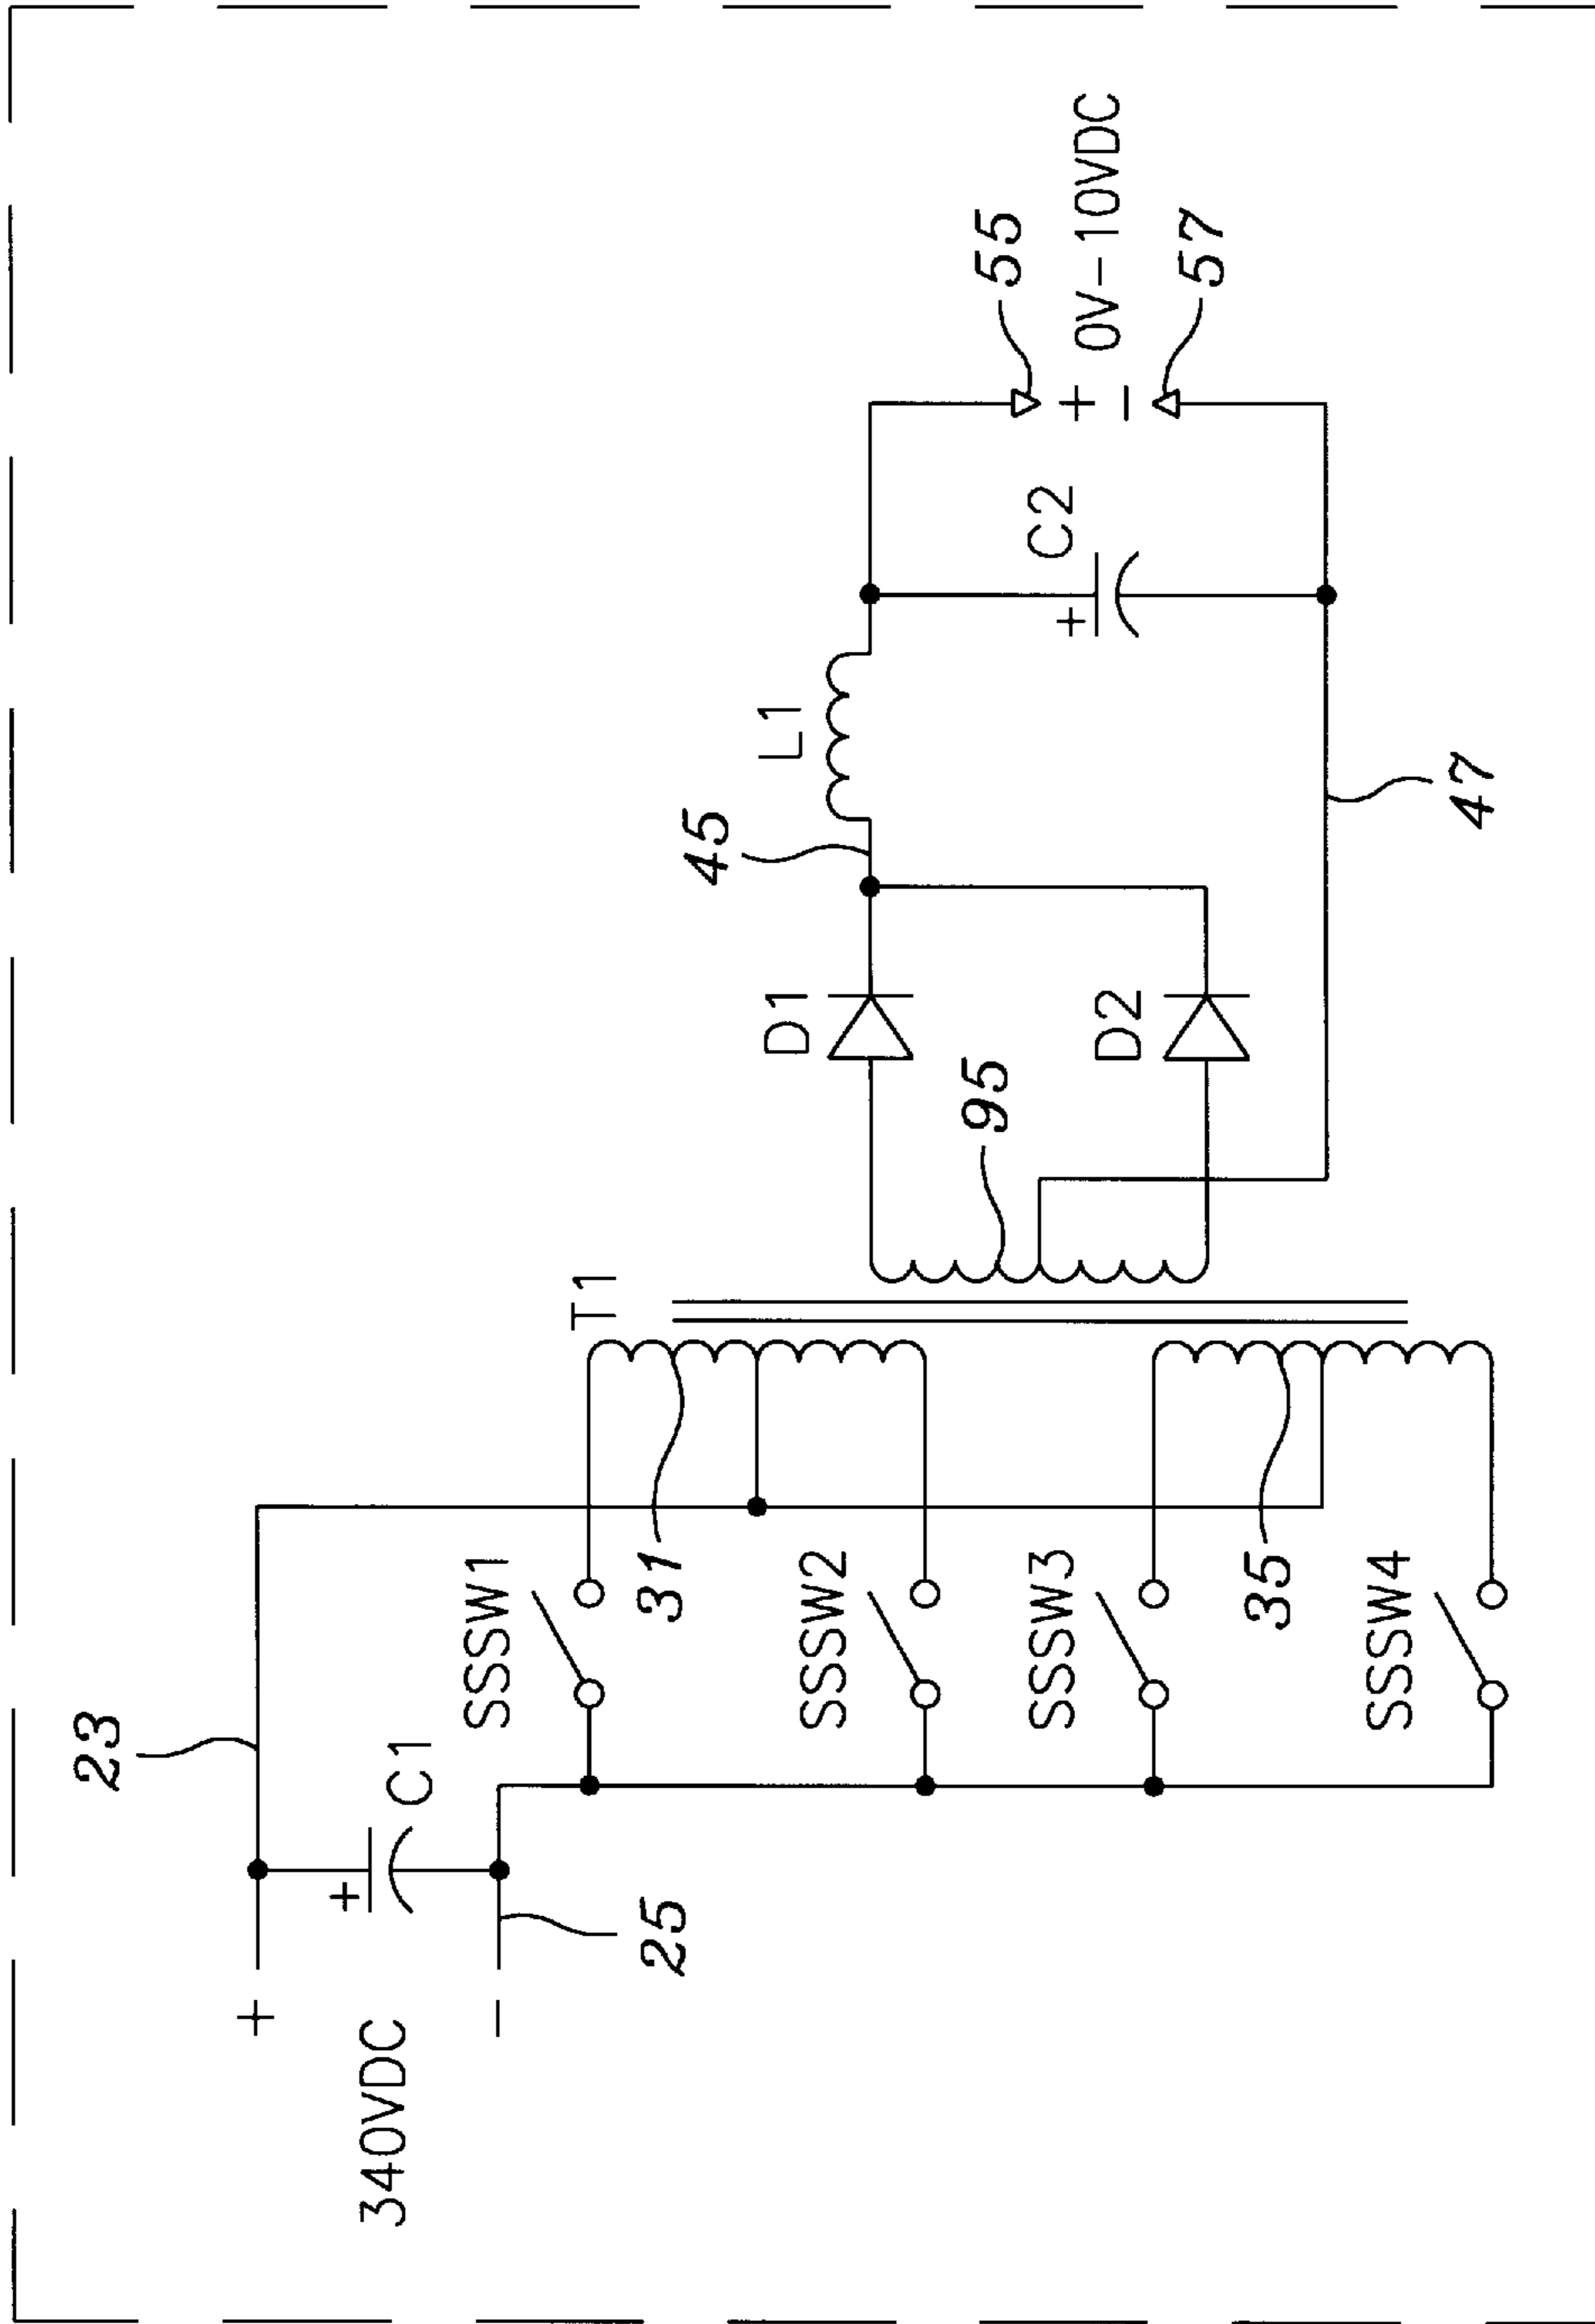 23
+
340VDC
−
C1
+
25
SSSW1
31
SSSW2
SSSW3
35
SSSW4
T1
95
D1
D2
45
L1
47
C2
+
55
+
0V−10VDC
−
57